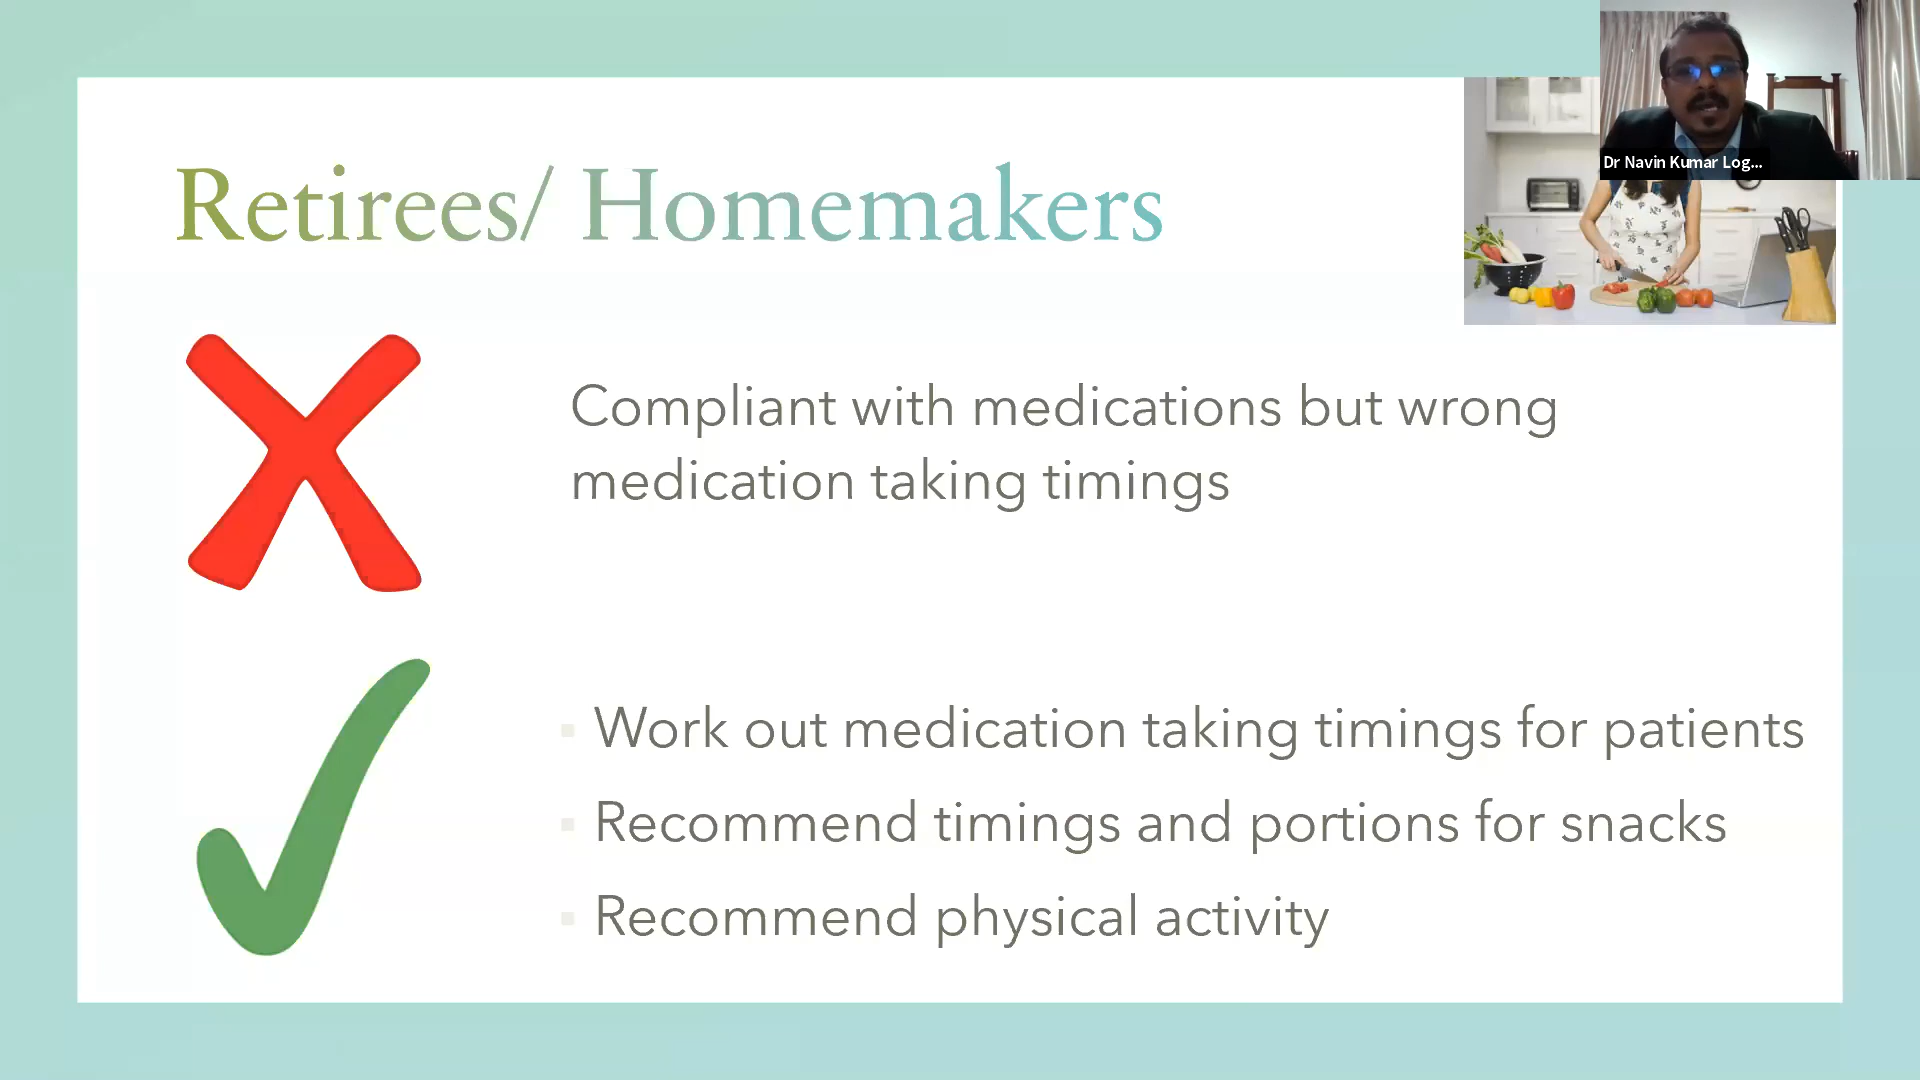 Dr Navin Kumar Log...
Retirees/ Homemakers
Compliant with medications but wrong
medication taking timings
Work out medication taking timings for patients
Recommend timings and portions for snacks
Recommend physical activity